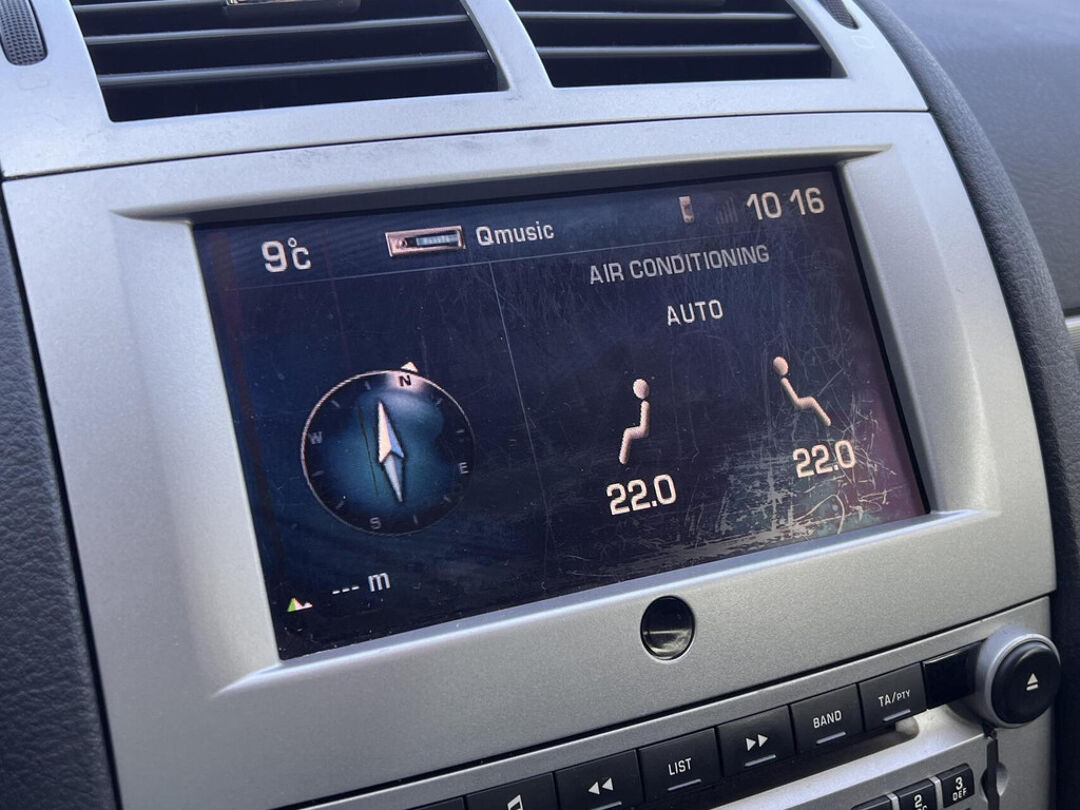 9°C
Qmusic
10 16
AIR CONDITIONING
AUTO
N
W
E
S
22.0
22.0
--- m
TA/PTY
BAND
LIST
3
DEF
2